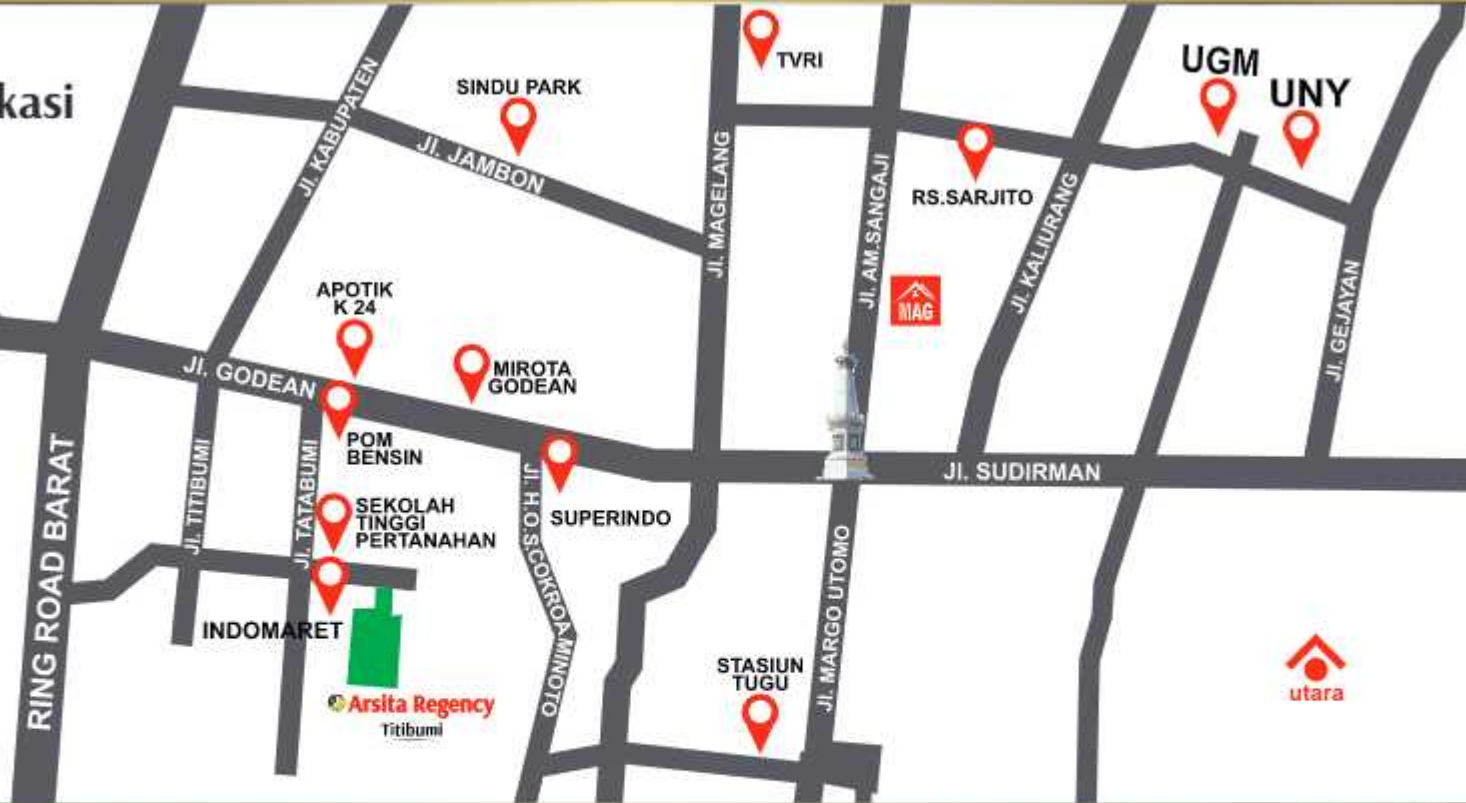 kasi
TVRI
UGM
UNY
SINDU PARK
Jl. KABUPATEN
Jl. JAMBON
Jl. MAGELANG
Jl. AM.SANGAJI
RS.SARJITO
Jl. KALIURANG
Jl. GEJAYAN
MAG
APOTIK
K 24
Jl. GODEAN
MIROTA
GODEAN
POM
BENSIN
RING ROAD BARAT
Jl. TITIBUMI
Jl. TATABUMI
SEKOLAH
TINGGI
PERTANAHAN
Jl. H.O.S.COKROA.MINOTO
SUPERINDO
Jl. SUDIRMAN
Jl. MARGO UTOMO
INDOMARET
STASIUN
TUGU
utara
Arsita Regency
Titibumi